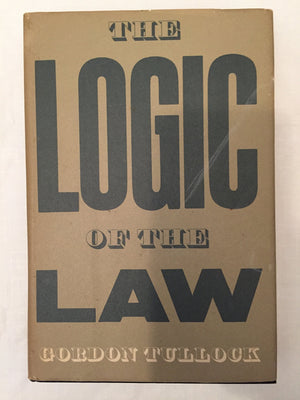 THE
LOGIC
OF THE
LAW
GORDON TULLOCK